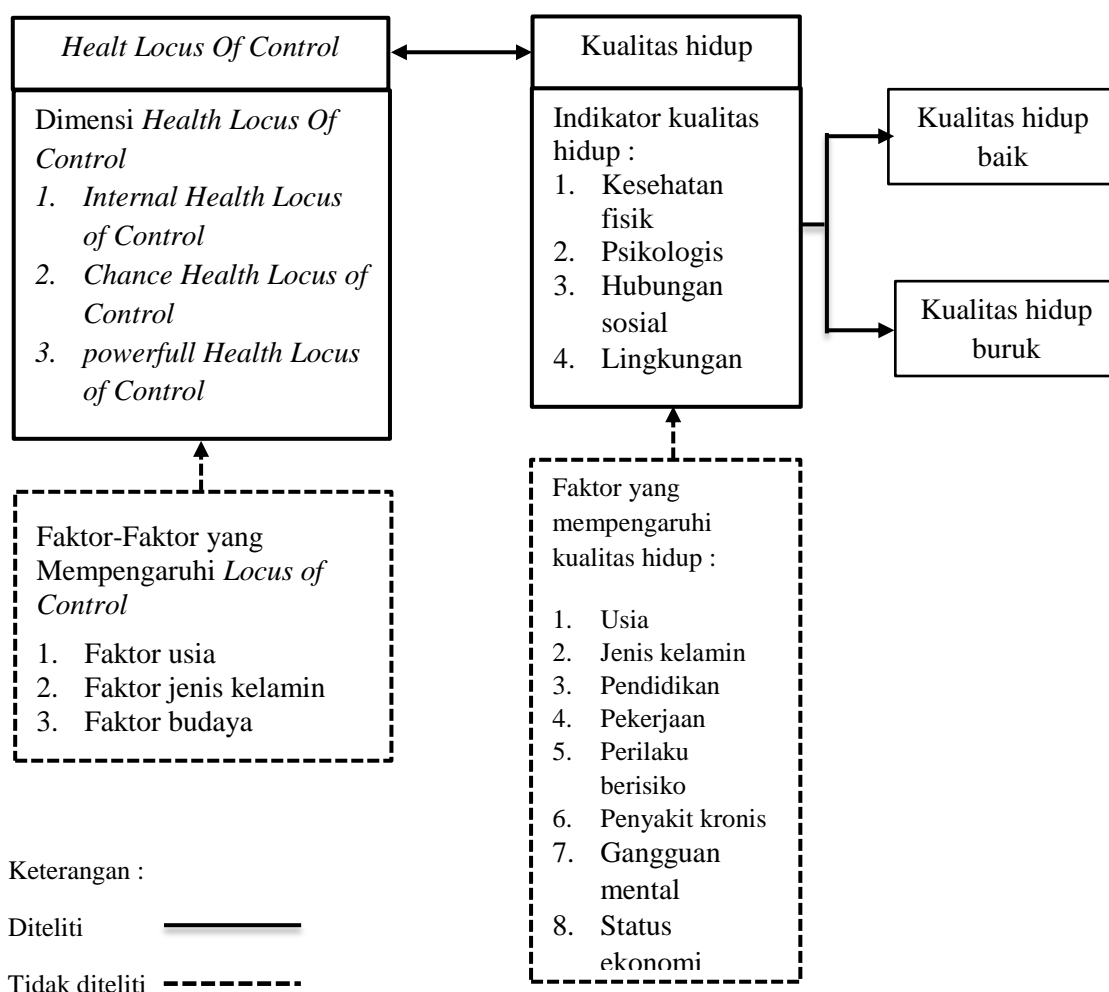 Healt Locus Of Control
Dimensi Health Locus Of
Control
1. Internal Health Locus
of Control
2. Chance Health Locus of
Control
3. powerfull Health Locus
of Control
Faktor-Faktor yang
Mempengaruhi Locus of
Control
1. Faktor usia
2. Faktor jenis kelamin
3. Faktor budaya
Kualitas hidup
Indikator kualitas
hidup :
1. Kesehatan
fisik
2. Psikologis
3. Hubungan
sosial
4. Lingkungan
Faktor yang
mempengaruhi
kualitas hidup :
1. Usia
2. Jenis kelamin
3. Pendidikan
4. Pekerjaan
5. Perilaku
berisiko
6. Penyakit kronis
7. Gangguan
mental
8. Status
ekonomi
Kualitas hidup
baik
Kualitas hidup
buruk
Keterangan :
Diteliti
Tidak diteliti